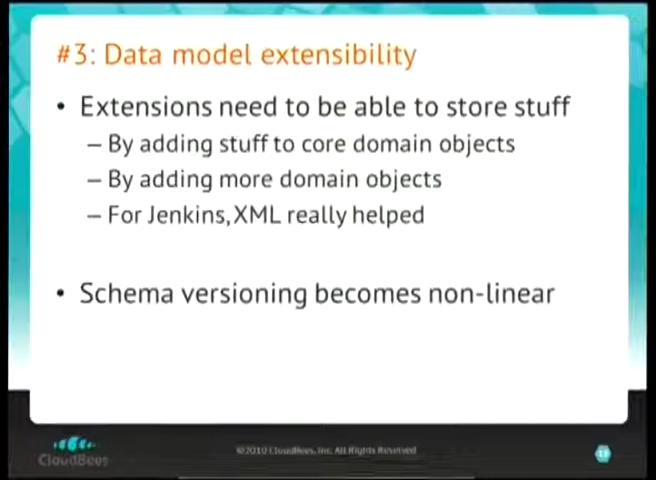 #3: Data model extensibility
• Extensions need to be able to store stuff
– By adding stuff to core domain objects
– By adding more domain objects
– For Jenkins, XML really helped
• Schema versioning becomes non-linear
CloudBees
©2010 CloudBees, Inc. All Rights Reserved